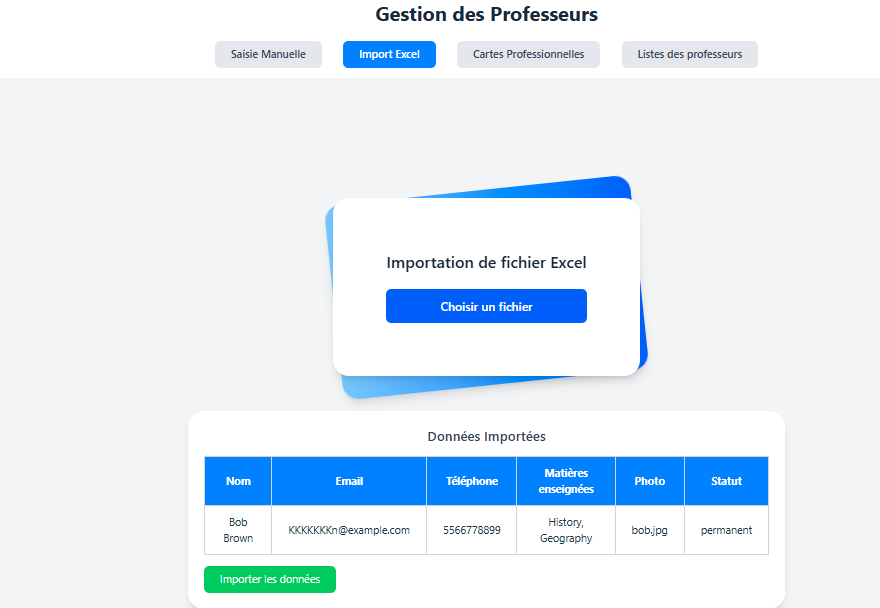 Gestion des Professeurs
Saisie Manuelle Import Excel Cartes Professionnelles Listes des professeurs
Importation de fichier Excel
Choisir un fichier
Données Importées
Nom Email Téléphone Matières enseignées Photo Statut
Bob Brown KKKKKKKn@example.com 5566778899 History, Geography bob.jpg permanent
Importer les données